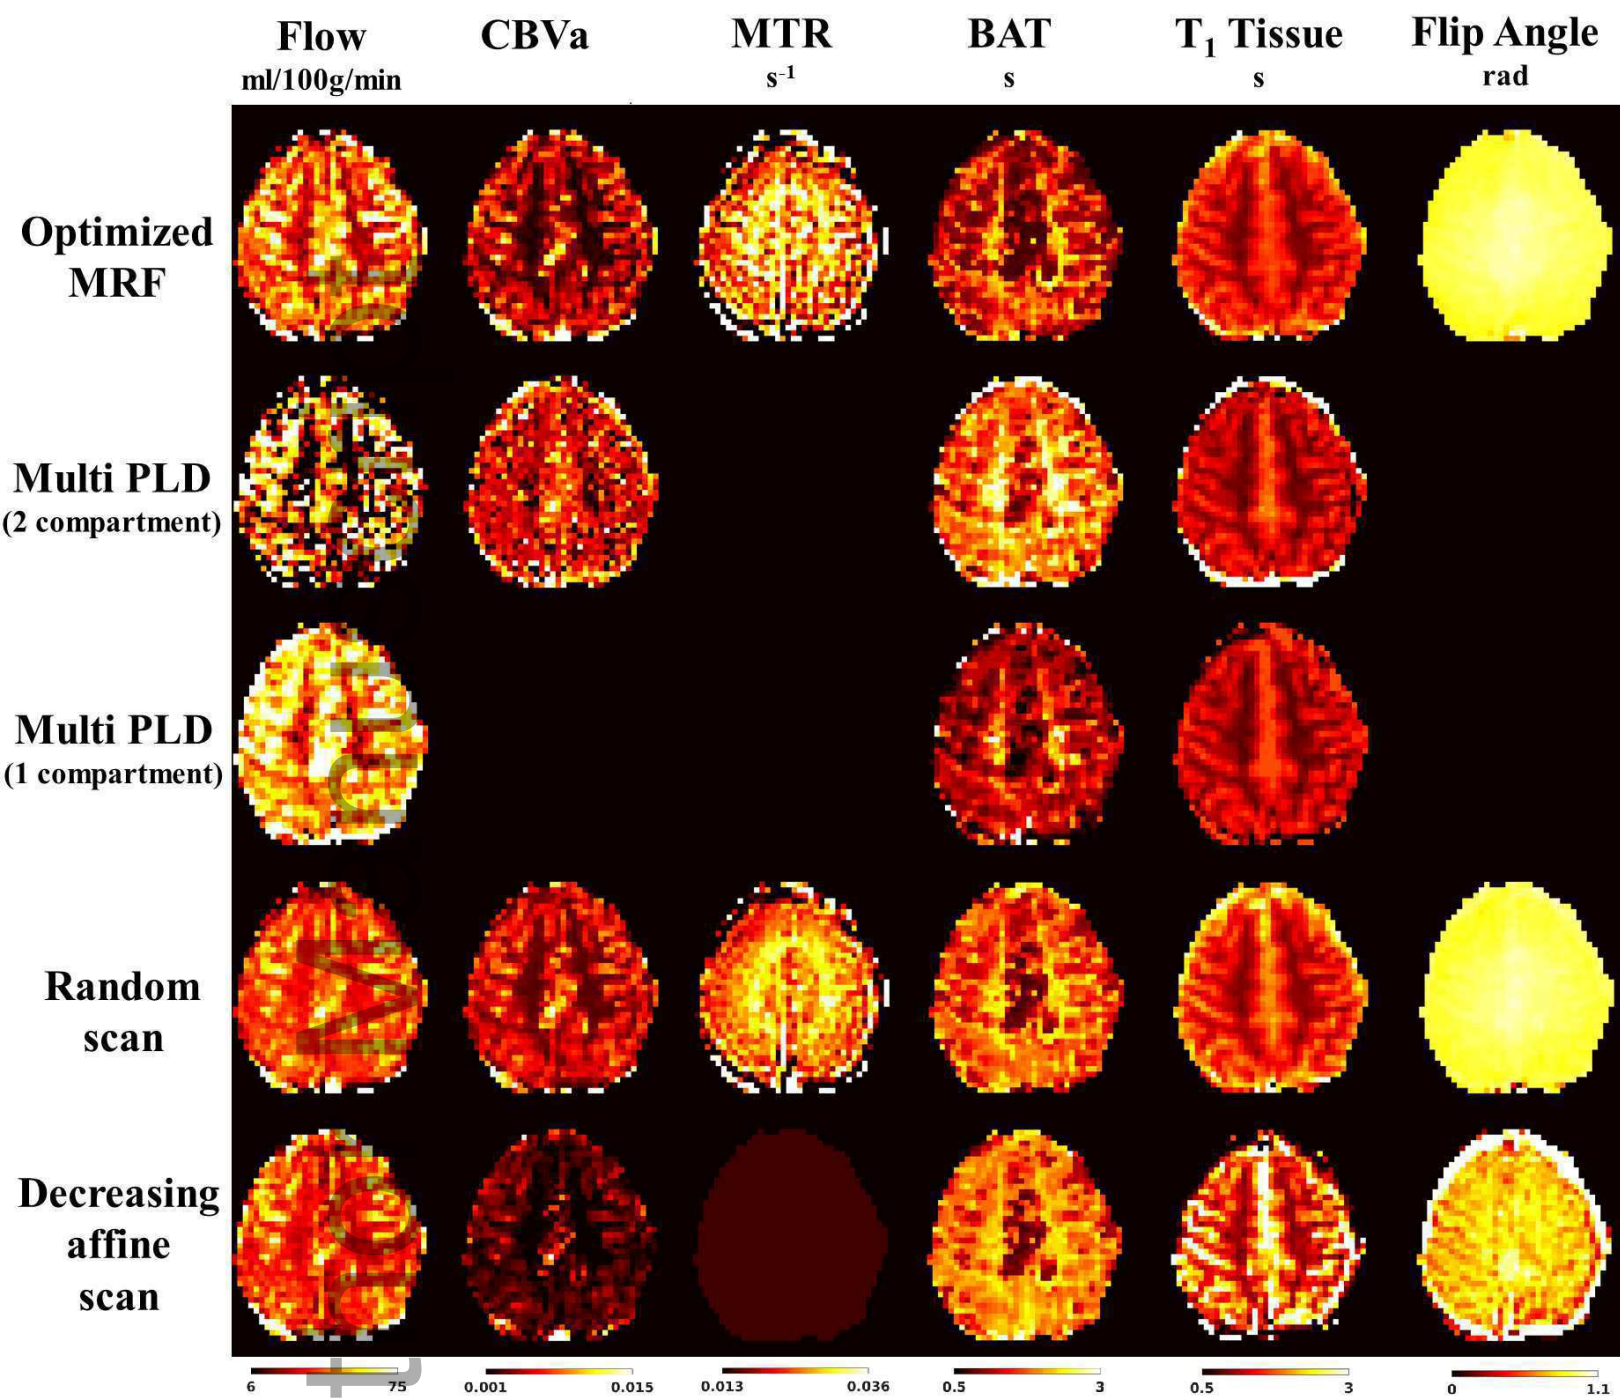 Flow CBVa MTR BAT T₁ Tissue Flip Angle
ml/100g/min s⁻¹ s s rad
Optimized
MRF
Multi PLD
(2 compartment)
Multi PLD
(1 compartment)
Random
scan
Decreasing
affine
scan
6 75 0.001 0.015 0.013 0.036 0.5 3 0.5 3 0 1.1